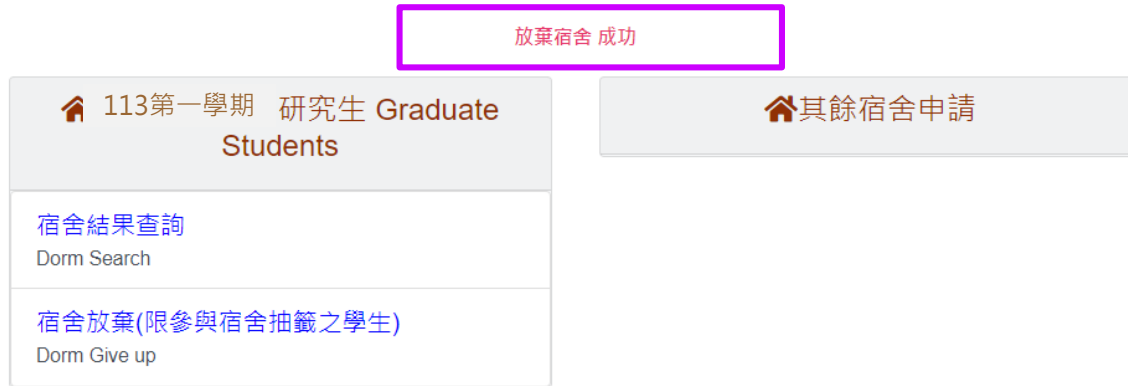 放棄宿舍 成功
113第一學期 研究生 Graduate
Students
宿舍結果查詢
Dorm Search
宿舍放棄(限參與宿舍抽籤之學生)
Dorm Give up
其餘宿舍申請